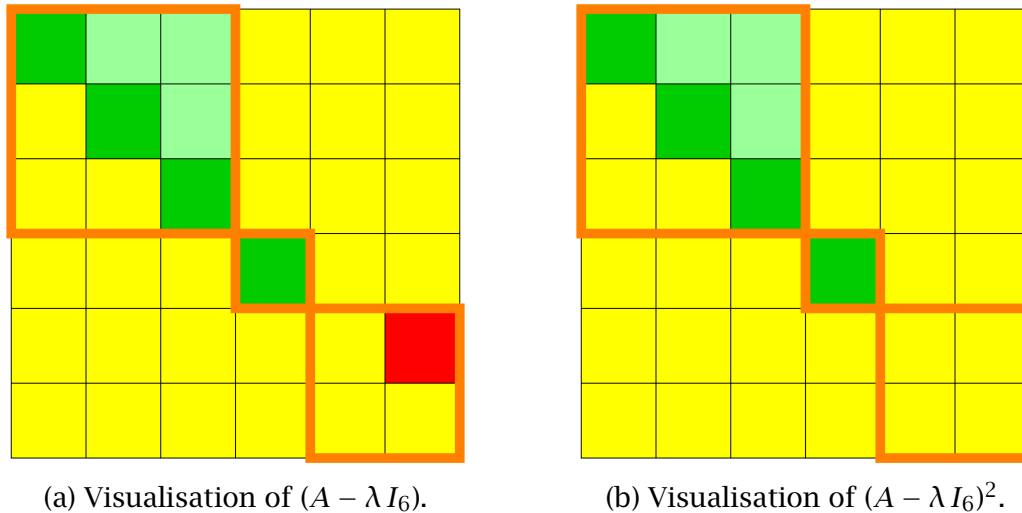 (a) Visualisation of (A − λ I₆).
(b) Visualisation of (A − λ I₆)².